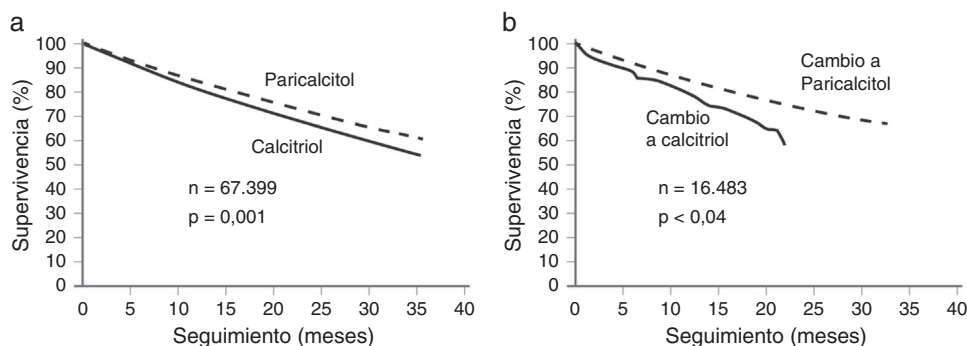 a
100
90
80
70
60
50
40
30
20
10
0
Supervivencia (%)
Paricalcitol
Calcitriol
n = 67.399
p = 0,001
0 5 10 15 20 25 30 35 40
Seguimiento (meses)
b
100
90
80
70
60
50
40
30
60
20
10
0
Supervivencia (%)
Cambio a
Paricalcitol
Cambio
a calcitriol
n = 16.483
p < 0,04
0 5 10 15 20 25 30 35 40
Seguimiento (meses)